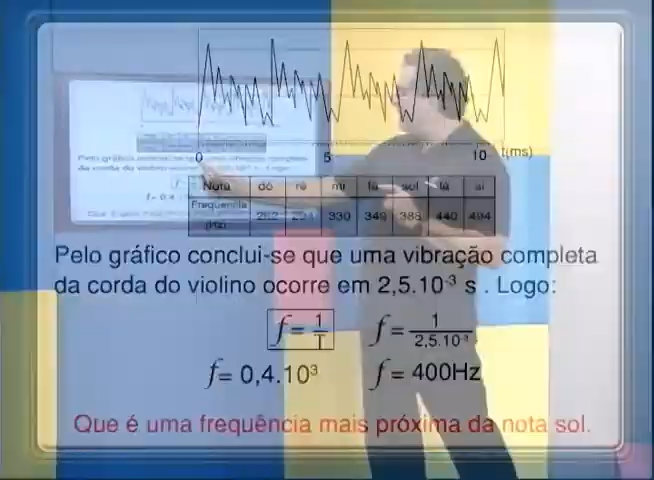 0 5 10 t(ms)
Nota dó ré mi fá sol lá si
Frequência (Hz) 262 294 330 349 388 440 494
Pelo gráfico conclui-se que uma vibração completa
da corda do violino ocorre em 2,5.10⁻³ s . Logo:
f= 1/T f= 1/2,5.10⁻³
f= 0,4.10³ f= 400Hz
Que é uma frequência mais próxima da nota sol.